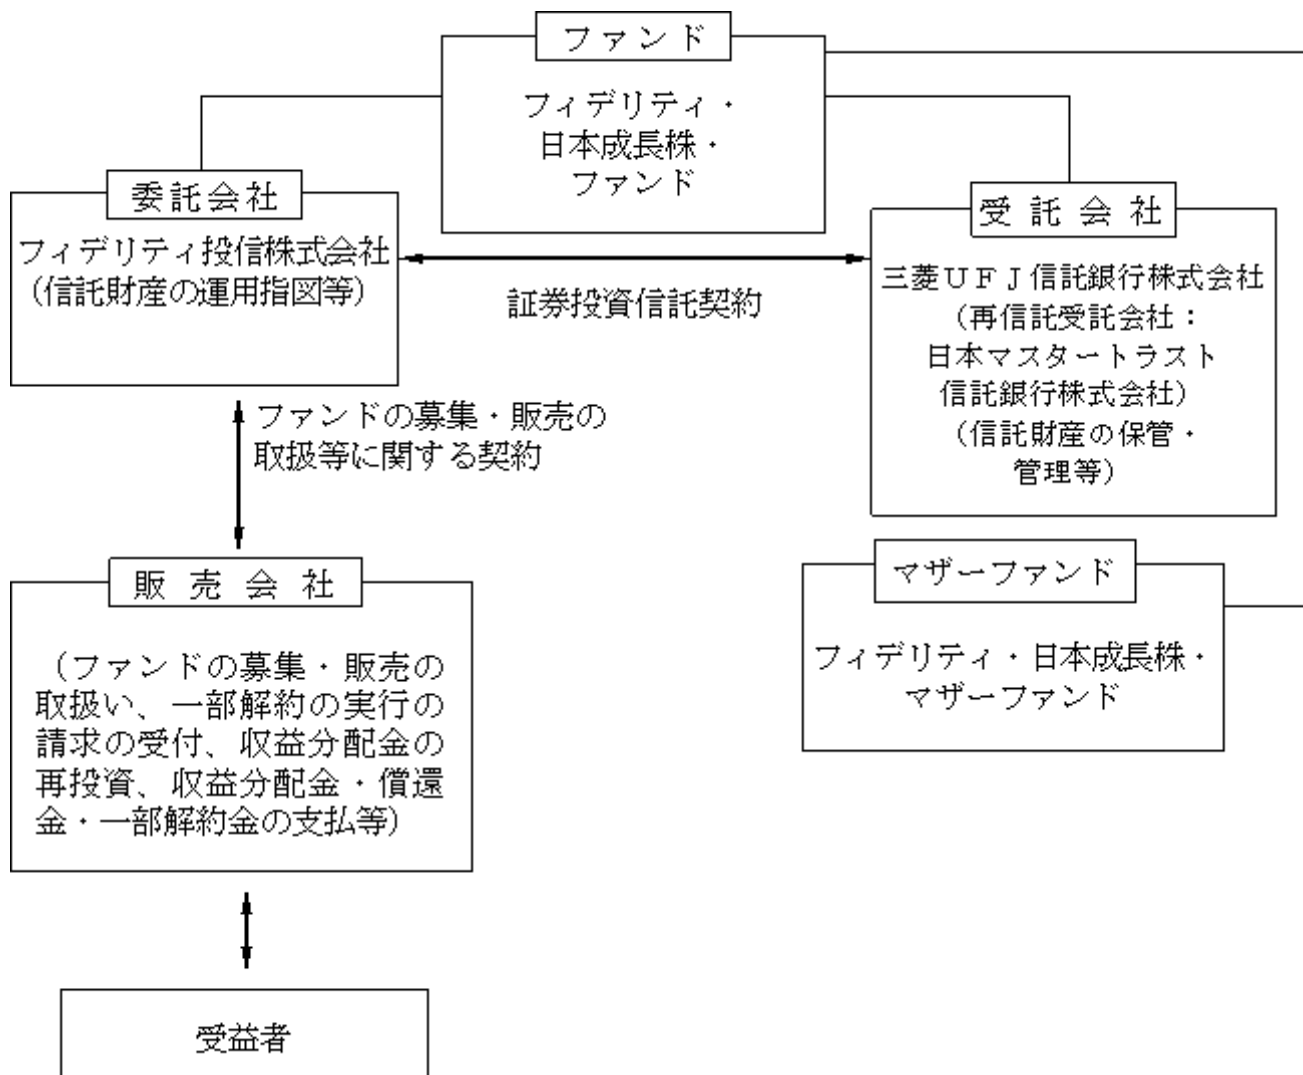 ファンド
フィデリティ・
日本成長株・
ファンド
委託会社
フィデリティ投信株式会社
（信託財産の運用指図等）
証券投資信託契約
受託会社
三菱ＵＦＪ信託銀行株式会社
（再信託受託会社：
日本マスタートラスト
信託銀行株式会社）
（信託財産の保管・
管理等）
ファンドの募集・販売の
取扱等に関する契約
販売会社
（ファンドの募集・販売の
取扱い、一部解約の実行の
請求の受付、収益分配金の
再投資、収益分配金・償還
金・一部解約金の支払等）
マザーファンド
フィデリティ・日本成長株・
マザーファンド
受益者